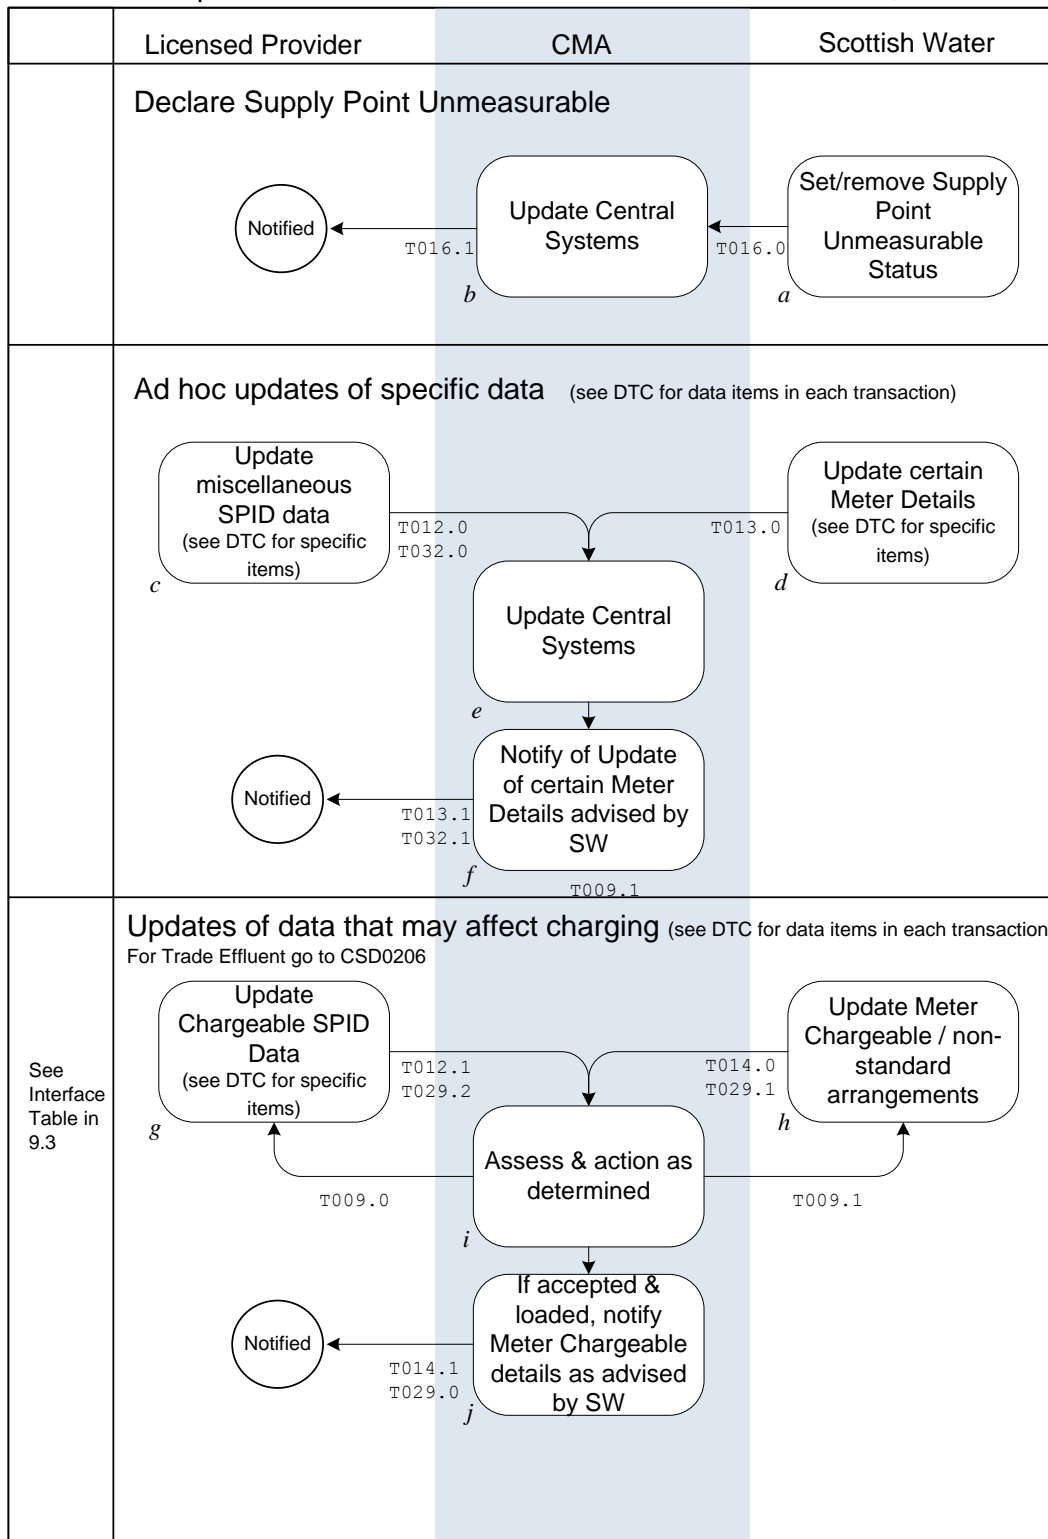 Licensed Provider
CMA
Scottish Water
Declare Supply Point Unmeasurable
Notified
T016.1
Update Central
Systems
b
T016.0
Set/remove Supply
Point
Unmeasurable
Status
a
Ad hoc updates of specific data (see DTC for data items in each transaction)
Update
miscellaneous
SPID data
(see DTC for specific
items)
c
T012.0
T032.0
T013.0
Update certain
Meter Details
(see DTC for specific
items)
d
Update Central
Systems
e
Notified
T013.1
T032.1
Notify of Update
of certain Meter
Details advised by
SW
f
T009.1
Updates of data that may affect charging (see DTC for data items in each transaction
For Trade Effluent go to CSD0206
See
Interface
Table in
9.3
Update
Chargeable SPID
Data
(see DTC for specific
items)
g
T012.1
T029.2
T014.0
T029.1
Update Meter
Chargeable / non-
standard
arrangements
h
T009.0
Assess & action as
determined
i
T009.1
Notified
T014.1
T029.0
If accepted &
loaded, notify
Meter Chargeable
details as advised
by SW
j